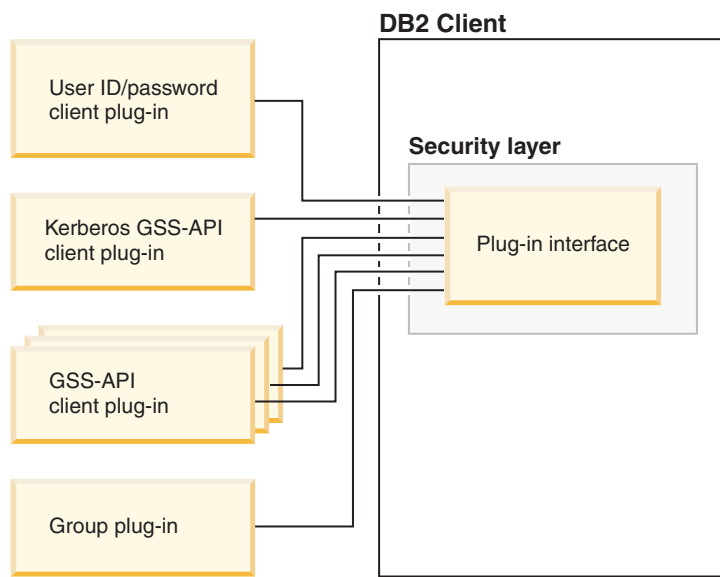 DB2 Client
User ID/password
client plug-in
Security layer
Kerberos GSS-API
client plug-in
Plug-in interface
GSS-API
client plug-in
Group plug-in